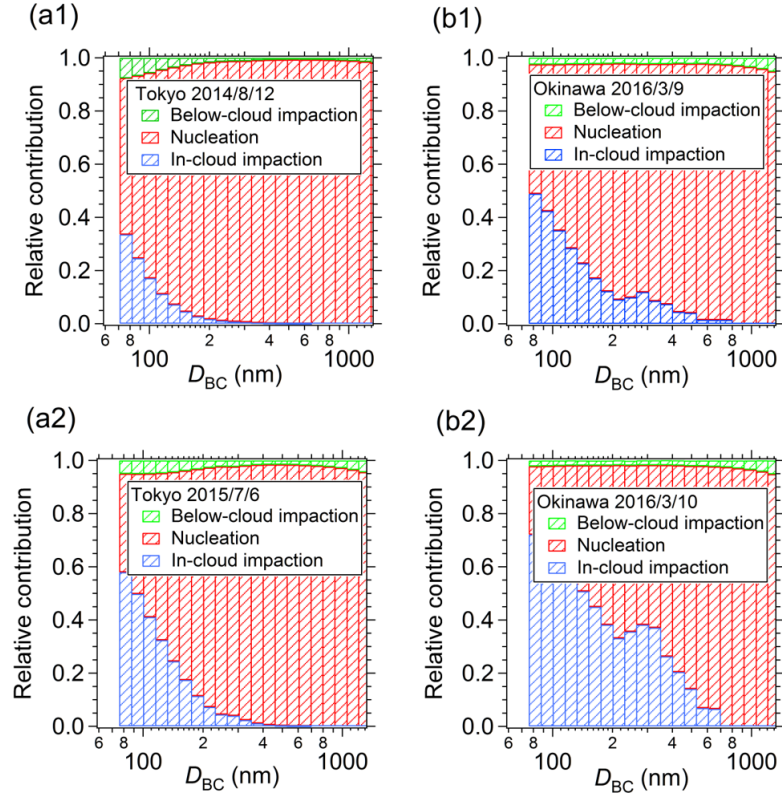 (a1)
Relative contribution
1.0
0.8
0.6
0.4
0.2
0.0
Tokyo 2014/8/12
Below-cloud impaction
Nucleation
In-cloud impaction
6 8 100 2 4 6 8 1000
D_BC (nm)
(b1)
Relative contribution
1.0
0.8
0.6
0.4
0.2
0.0
Okinawa 2016/3/9
Below-cloud impaction
Nucleation
In-cloud impaction
6 8 100 2 4 6 8 1000
D_BC (nm)
(a2)
Relative contribution
1.0
0.8
0.6
0.4
0.2
0.0
Tokyo 2015/7/6
Below-cloud impaction
Nucleation
In-cloud impaction
6 8 100 2 4 6 8 1000
D_BC (nm)
(b2)
Relative contribution
1.0
0.8
0.6
0.4
0.2
0.0
Okinawa 2016/3/10
Below-cloud impaction
Nucleation
In-cloud impaction
6 8 100 2 4 6 8 1000
D_BC (nm)